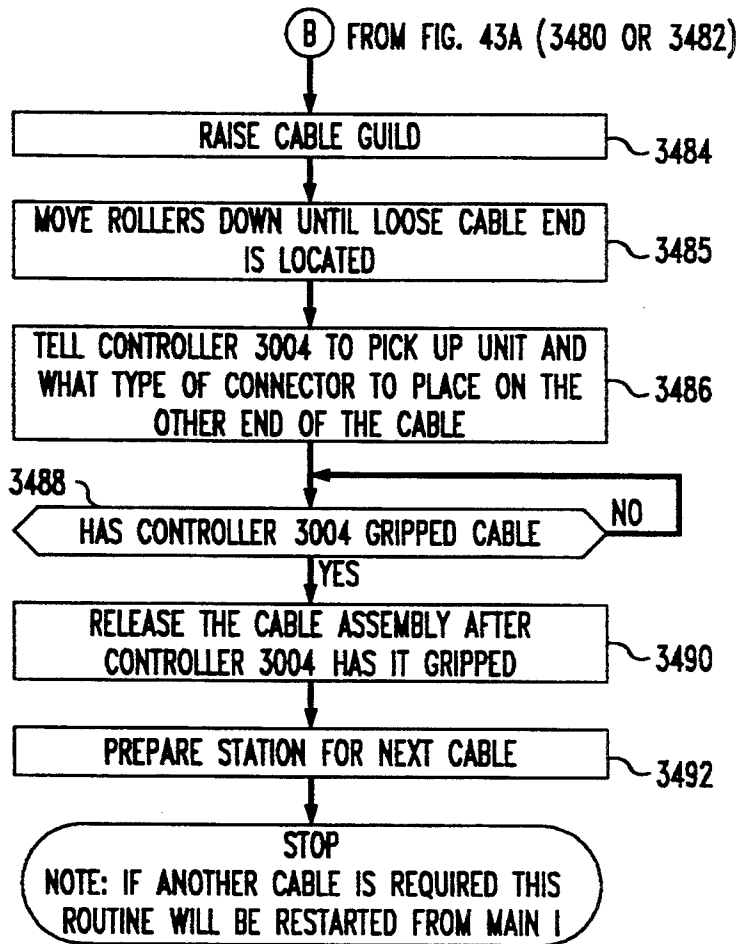 B FROM FIG. 43A (3480 OR 3482)
RAISE CABLE GUILD
3484
MOVE ROLLERS DOWN UNTIL LOOSE CABLE END
IS LOCATED
3485
TELL CONTROLLER 3004 TO PICK UP UNIT AND
WHAT TYPE OF CONNECTOR TO PLACE ON THE
OTHER END OF THE CABLE
3486
3488
HAS CONTROLLER 3004 GRIPPED CABLE
NO
YES
RELEASE THE CABLE ASSEMBLY AFTER
CONTROLLER 3004 HAS IT GRIPPED
3490
PREPARE STATION FOR NEXT CABLE
3492
STOP
NOTE: IF ANOTHER CABLE IS REQUIRED THIS
ROUTINE WILL BE RESTARTED FROM MAIN I